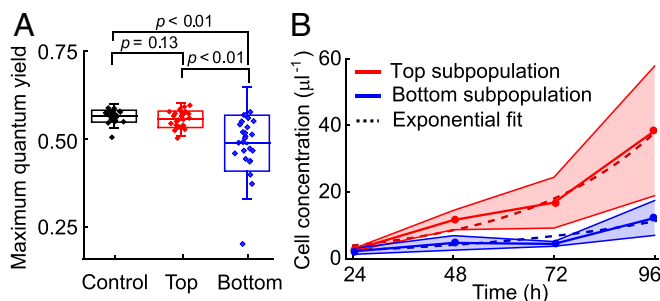 A
p < 0.01
p = 0.13
p < 0.01
Maximum quantum yield
0.75
0.50
0.25
Control Top Bottom
B
Cell concentration (μl⁻¹)
60
40
20
0
Top subpopulation
Bottom subpopulation
Exponential fit
24 48 72 96
Time (h)